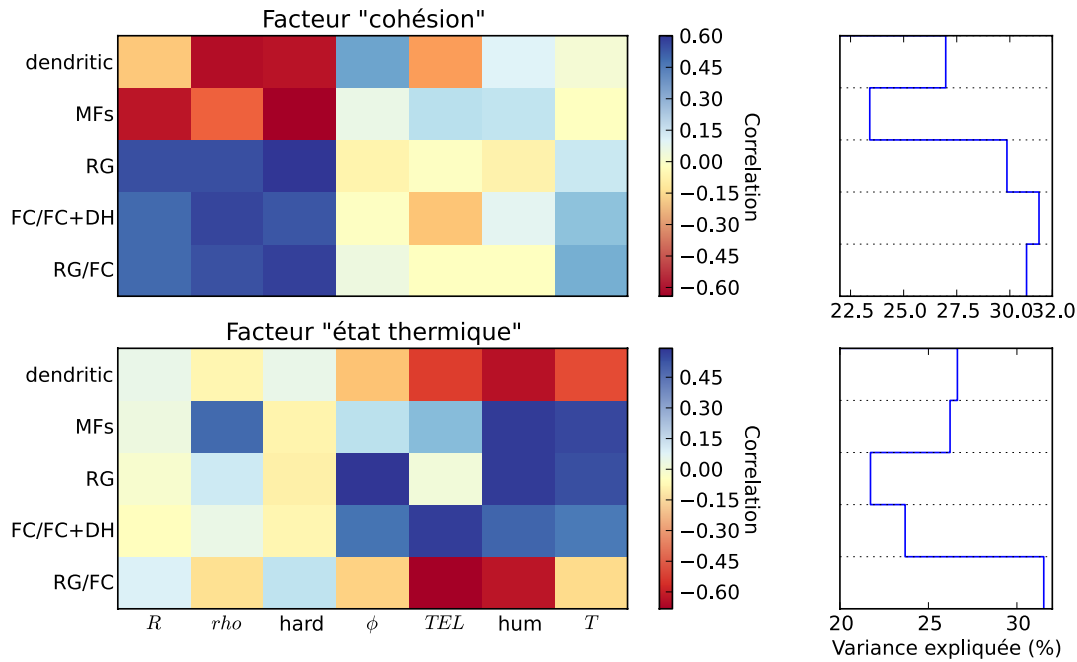 Facteur "cohésion"
dendritic
MFs
RG
FC/FC+DH
RG/FC
0.60
0.45
0.30
0.15
0.00
−0.15
−0.30
−0.45
−0.60
Correlation
22.5 25.0 27.5 30.0 32.0
Facteur "état thermique"
dendritic
MFs
RG
FC/FC+DH
RG/FC
R rho hard ϕ TEL hum T
0.45
0.30
0.15
0.00
−0.15
−0.30
−0.45
−0.60
Correlation
20 25 30
Variance expliquée (%)